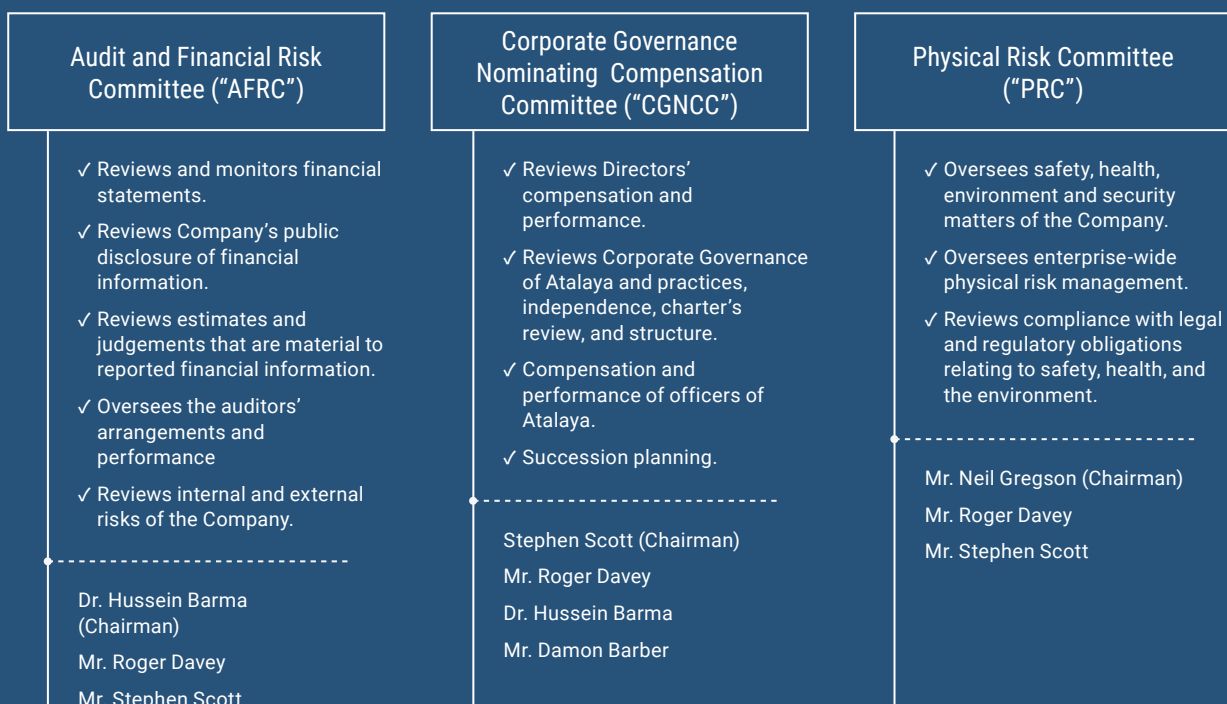 Audit and Financial Risk
Committee (“AFRC”)
✓ Reviews and monitors financial
statements.
✓ Reviews Company’s public
disclosure of financial
information.
✓ Reviews estimates and
judgements that are material to
reported financial information.
✓ Oversees the auditors’
arrangements and
performance
✓ Reviews internal and external
risks of the Company.
Dr. Hussein Barma
(Chairman)
Mr. Roger Davey
Mr. Stephen Scott
Corporate Governance
Nominating Compensation
Committee (“CGNCC”)
✓ Reviews Directors’
compensation and
performance.
✓ Reviews Corporate Governance
of Atalaya and practices,
independence, charter’s
review, and structure.
✓ Compensation and
performance of officers of
Atalaya.
✓ Succession planning.
Stephen Scott (Chairman)
Mr. Roger Davey
Dr. Hussein Barma
Mr. Damon Barber
Physical Risk Committee
(“PRC”)
✓ Oversees safety, health,
environment and security
matters of the Company.
✓ Oversees enterprise-wide
physical risk management.
✓ Reviews compliance with legal
and regulatory obligations
relating to safety, health, and
the environment.
Mr. Neil Gregson (Chairman)
Mr. Roger Davey
Mr. Stephen Scott